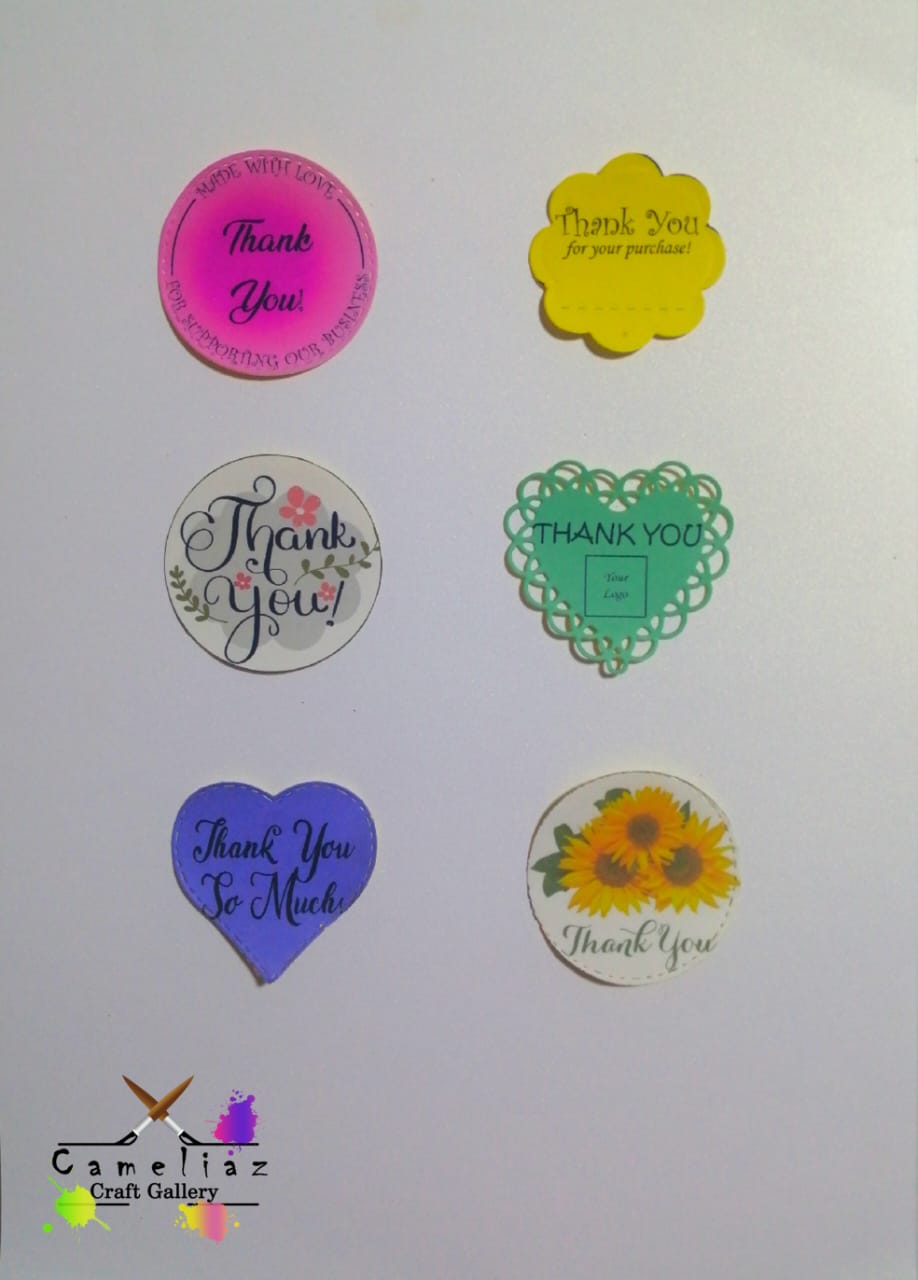 MADE WITH LOVE
Thank
You!
FOR SUPPORTING OUR BUSINESS
Thank You
for your purchase!
Thank
You!
THANK YOU
Your
Logo
Thank You
So Much!
Thank You
Cameliaz
Craft Gallery